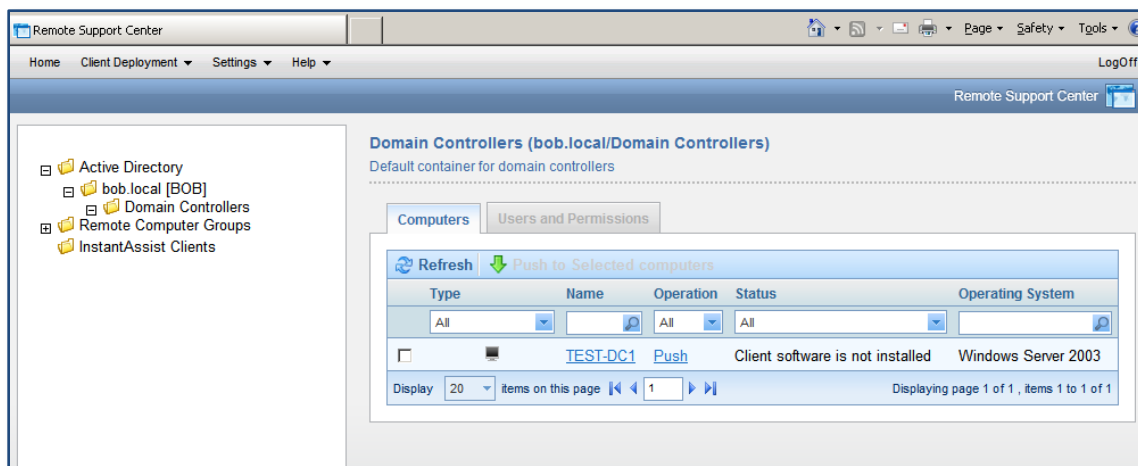 Remote Support Center
Page Safety Tools
Home Client Deployment Settings Help LogOff
Remote Support Center
Active Directory
bob.local [BOB]
Domain Controllers
Remote Computer Groups
InstantAssist Clients
Domain Controllers (bob.local/Domain Controllers)
Default container for domain controllers
Computers Users and Permissions
Refresh Push to Selected computers
Type Name Operation Status Operating System
All All All
TEST-DC1 Push Client software is not installed Windows Server 2003
Display 20 items on this page 1 Displaying page 1 of 1 , items 1 to 1 of 1